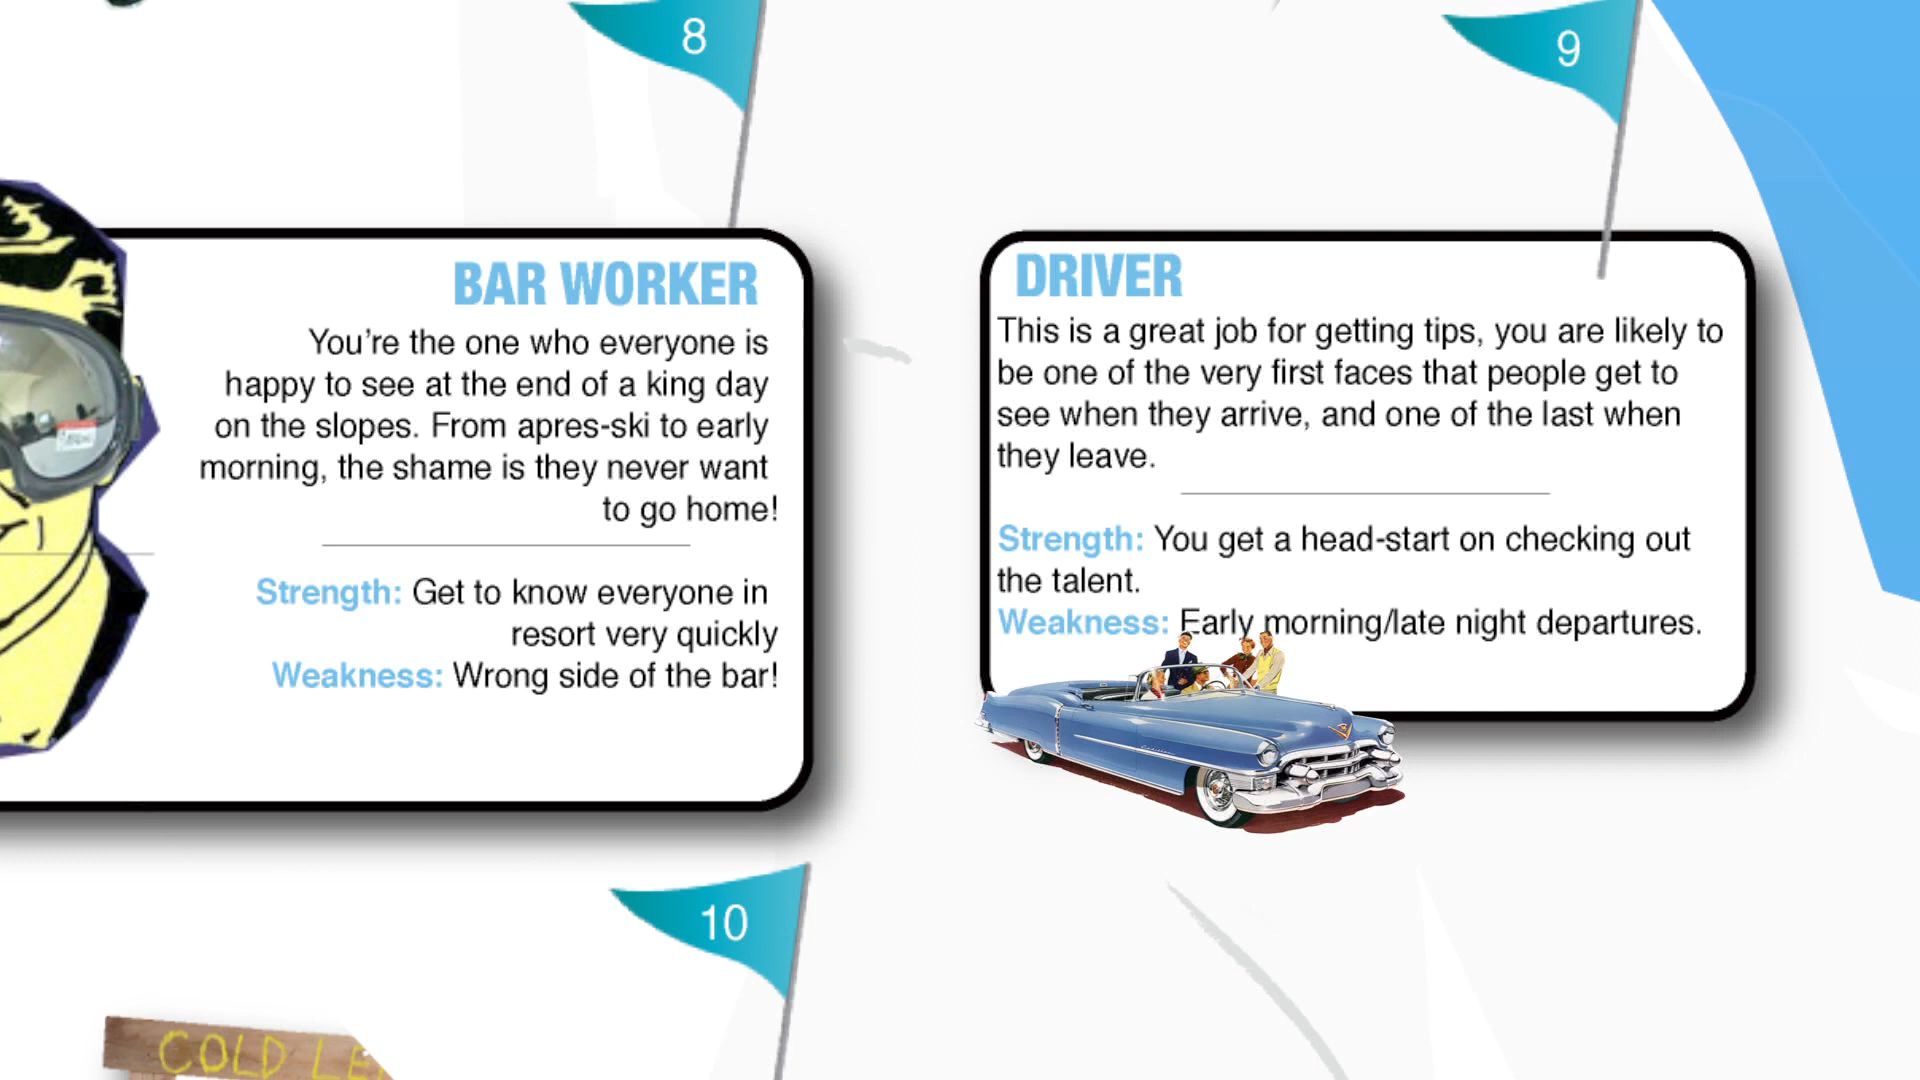 8
9
BAR WORKER
You’re the one who everyone is
happy to see at the end of a king day
on the slopes. From apres-ski to early
morning, the shame is they never want
to go home!
Strength: Get to know everyone in
resort very quickly
Weakness: Wrong side of the bar!
DRIVER
This is a great job for getting tips, you are likely to
be one of the very first faces that people get to
see when they arrive, and one of the last when
they leave.
Strength: You get a head-start on checking out
the talent.
Weakness: Early morning/late night departures.
10
COLD